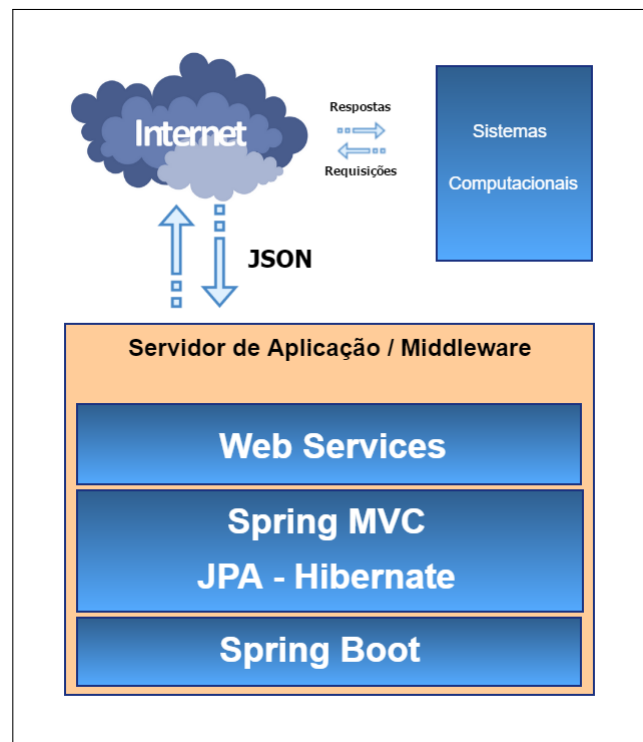 Internet
Respostas
Requisições
Sistemas
Computacionais
JSON
Servidor de Aplicação / Middleware
Web Services
Spring MVC
JPA - Hibernate
Spring Boot